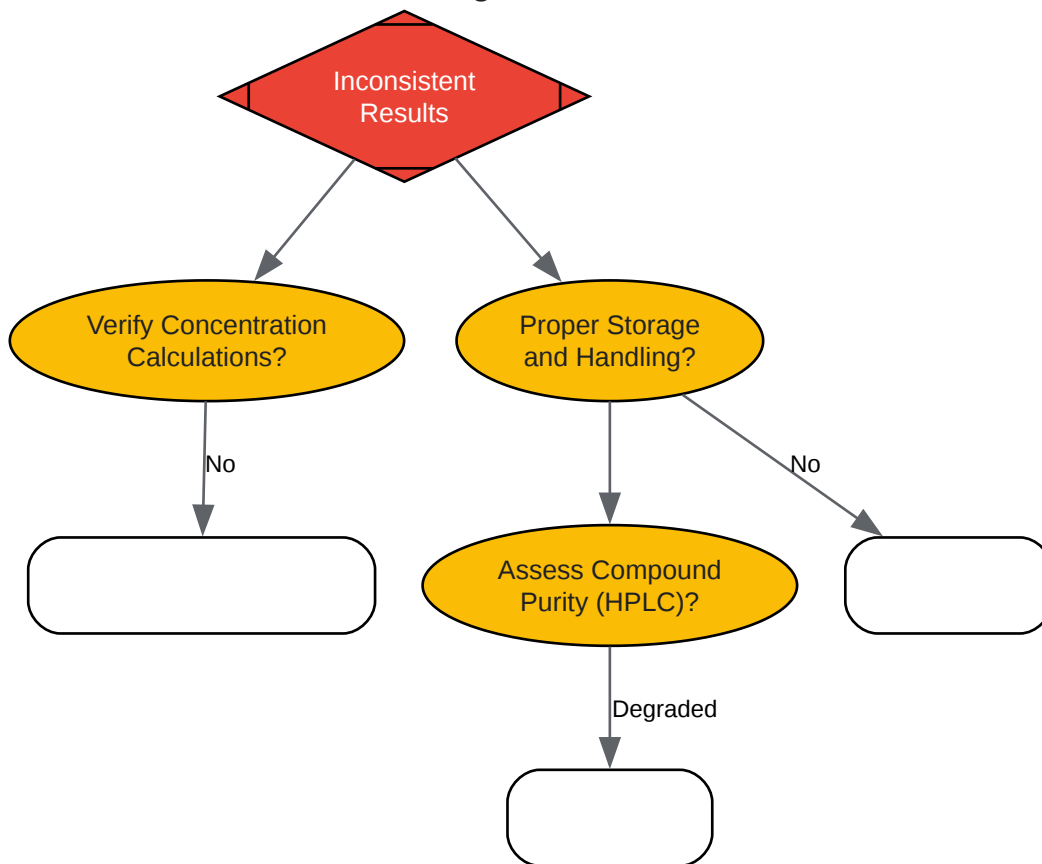 Inconsistent
Results
Verify Concentration
Calculations?
Proper Storage
and Handling?
No
No
Assess Compound
Purity (HPLC)?
Degraded